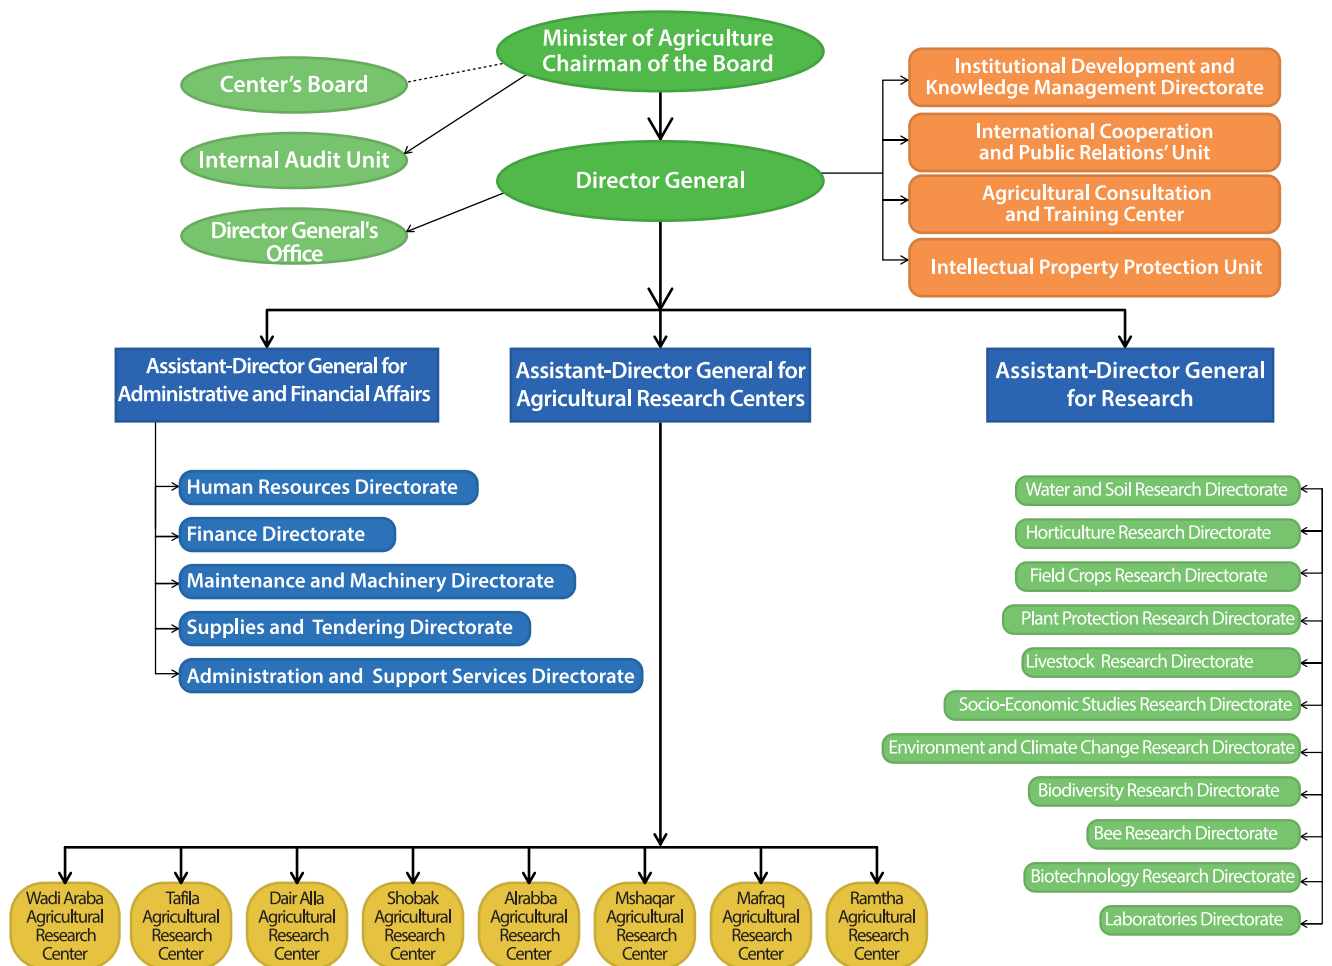 Minister of Agriculture
Chairman of the Board
Center's Board
Internal Audit Unit
Director General
Director General's
Office
Institutional Development and
Knowledge Management Directorate
International Cooperation
and Public Relations' Unit
Agricultural Consultation
and Training Center
Intellectual Property Protection Unit
Assistant-Director General for
Administrative and Financial Affairs
Assistant-Director General for
Agricultural Research Centers
Assistant-Director General
for Research
Human Resources Directorate
Finance Directorate
Maintenance and Machinery Directorate
Supplies and Tendering Directorate
Administration and Support Services Directorate
Water and Soil Research Directorate
Horticulture Research Directorate
Field Crops Research Directorate
Plant Protection Research Directorate
Livestock Research Directorate
Socio-Economic Studies Research Directorate
Environment and Climate Change Research Directorate
Biodiversity Research Directorate
Bee Research Directorate
Biotechnology Research Directorate
Laboratories Directorate
Wadi Araba
Agricultural
Research
Center
Tafila
Agricultural
Research
Center
Dair Alla
Agricultural
Research
Center
Shobak
Agricultural
Research
Center
Alrabba
Agricultural
Research
Center
Mshaqar
Agricultural
Research
Center
Mafraq
Agricultural
Research
Center
Ramtha
Agricultural
Research
Center